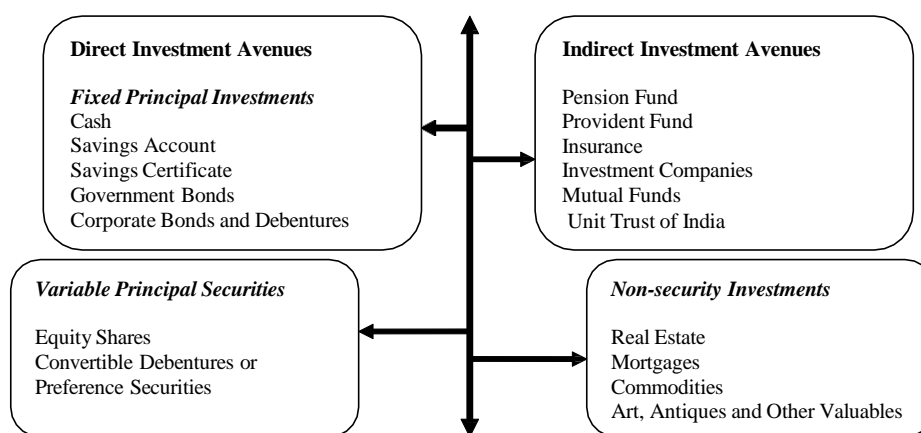 Direct Investment Avenues
Fixed Principal Investments
Cash
Savings Account
Savings Certificate
Government Bonds
Corporate Bonds and Debentures
Indirect Investment Avenues
Pension Fund
Provident Fund
Insurance
Investment Companies
Mutual Funds
Unit Trust of India
Variable Principal Securities
Equity Shares
Convertible Debentures or
Preference Securities
Non-security Investments
Real Estate
Mortgages
Commodities
Art, Antiques and Other Valuables